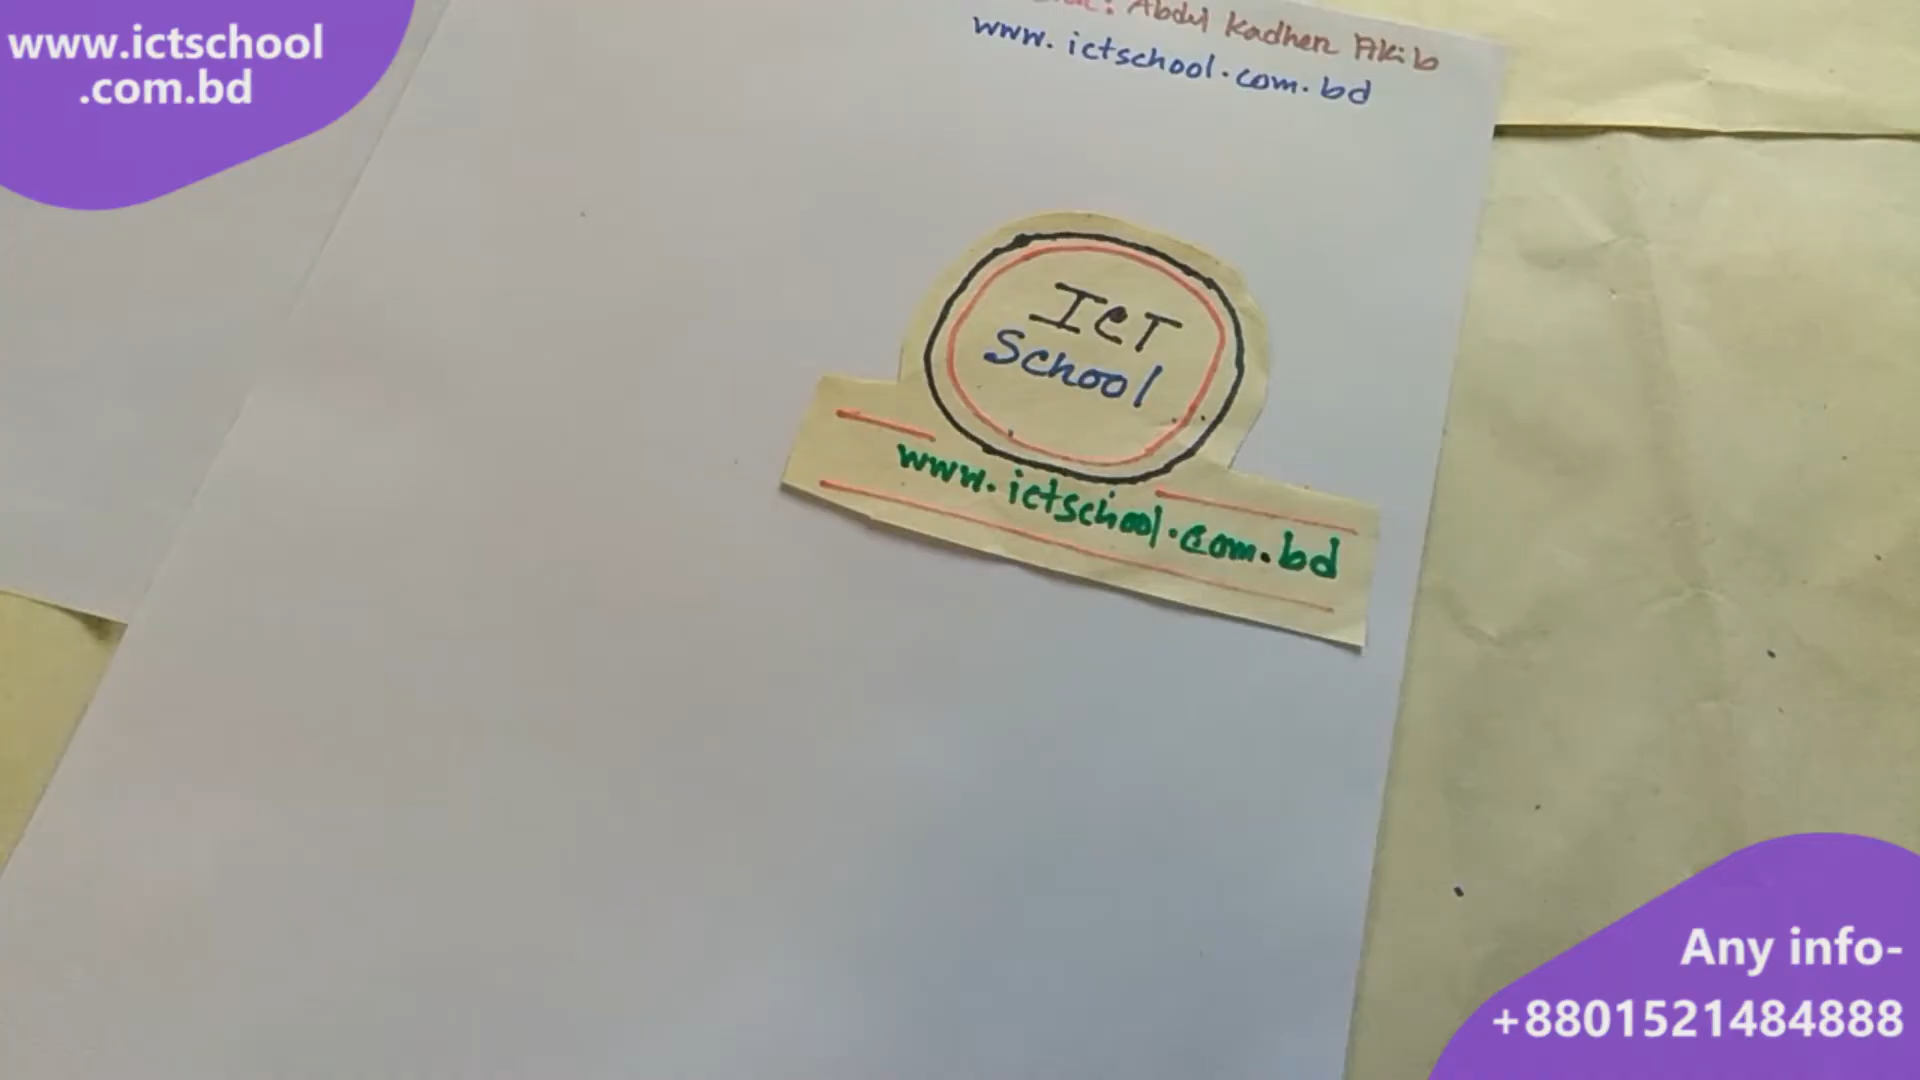 www.ictschool
.com.bd
Abdul Kadhen Akib
www.ictschool.com.bd
ICT
School
www.ictschool.com.bd
Any info-
+8801521484888